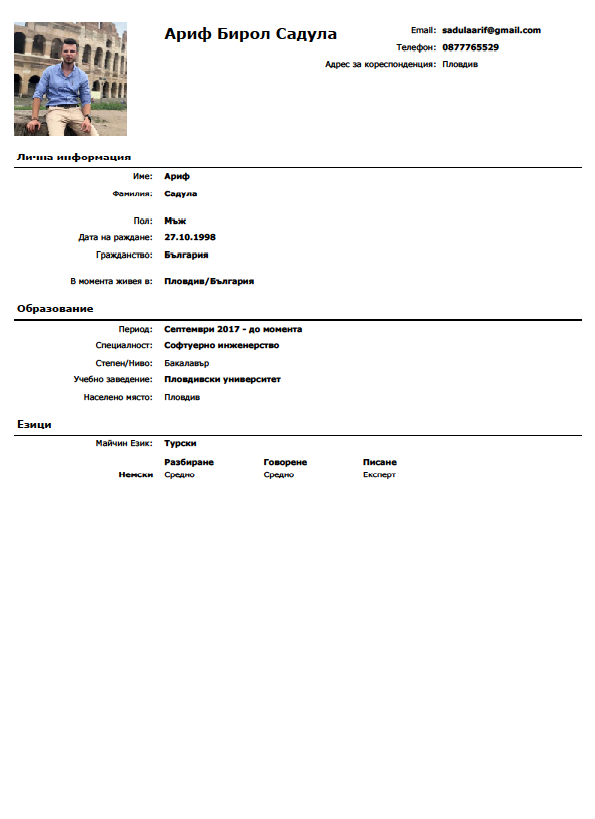 Ариф Бирол Садула
Email: sadulaarif@gmail.com
Телефон: 0877765529
Адрес за кореспонденция: Пловдив
Лична информация
Име: Ариф
Фамилия: Садула
Пол: Мъж
Дата на раждане: 27.10.1998
Гражданство: България
В момента живея в: Пловдив/България
Образование
Период: Септември 2017 - до момента
Специалност: Софтуерно инженерство
Степен/Ниво: Бакалавър
Учебно заведение: Пловдивски университет
Населено място: Пловдив
Езици
Майчин Език: Турски
Разбиране Говорене Писане
Немски Средно Средно Експерт